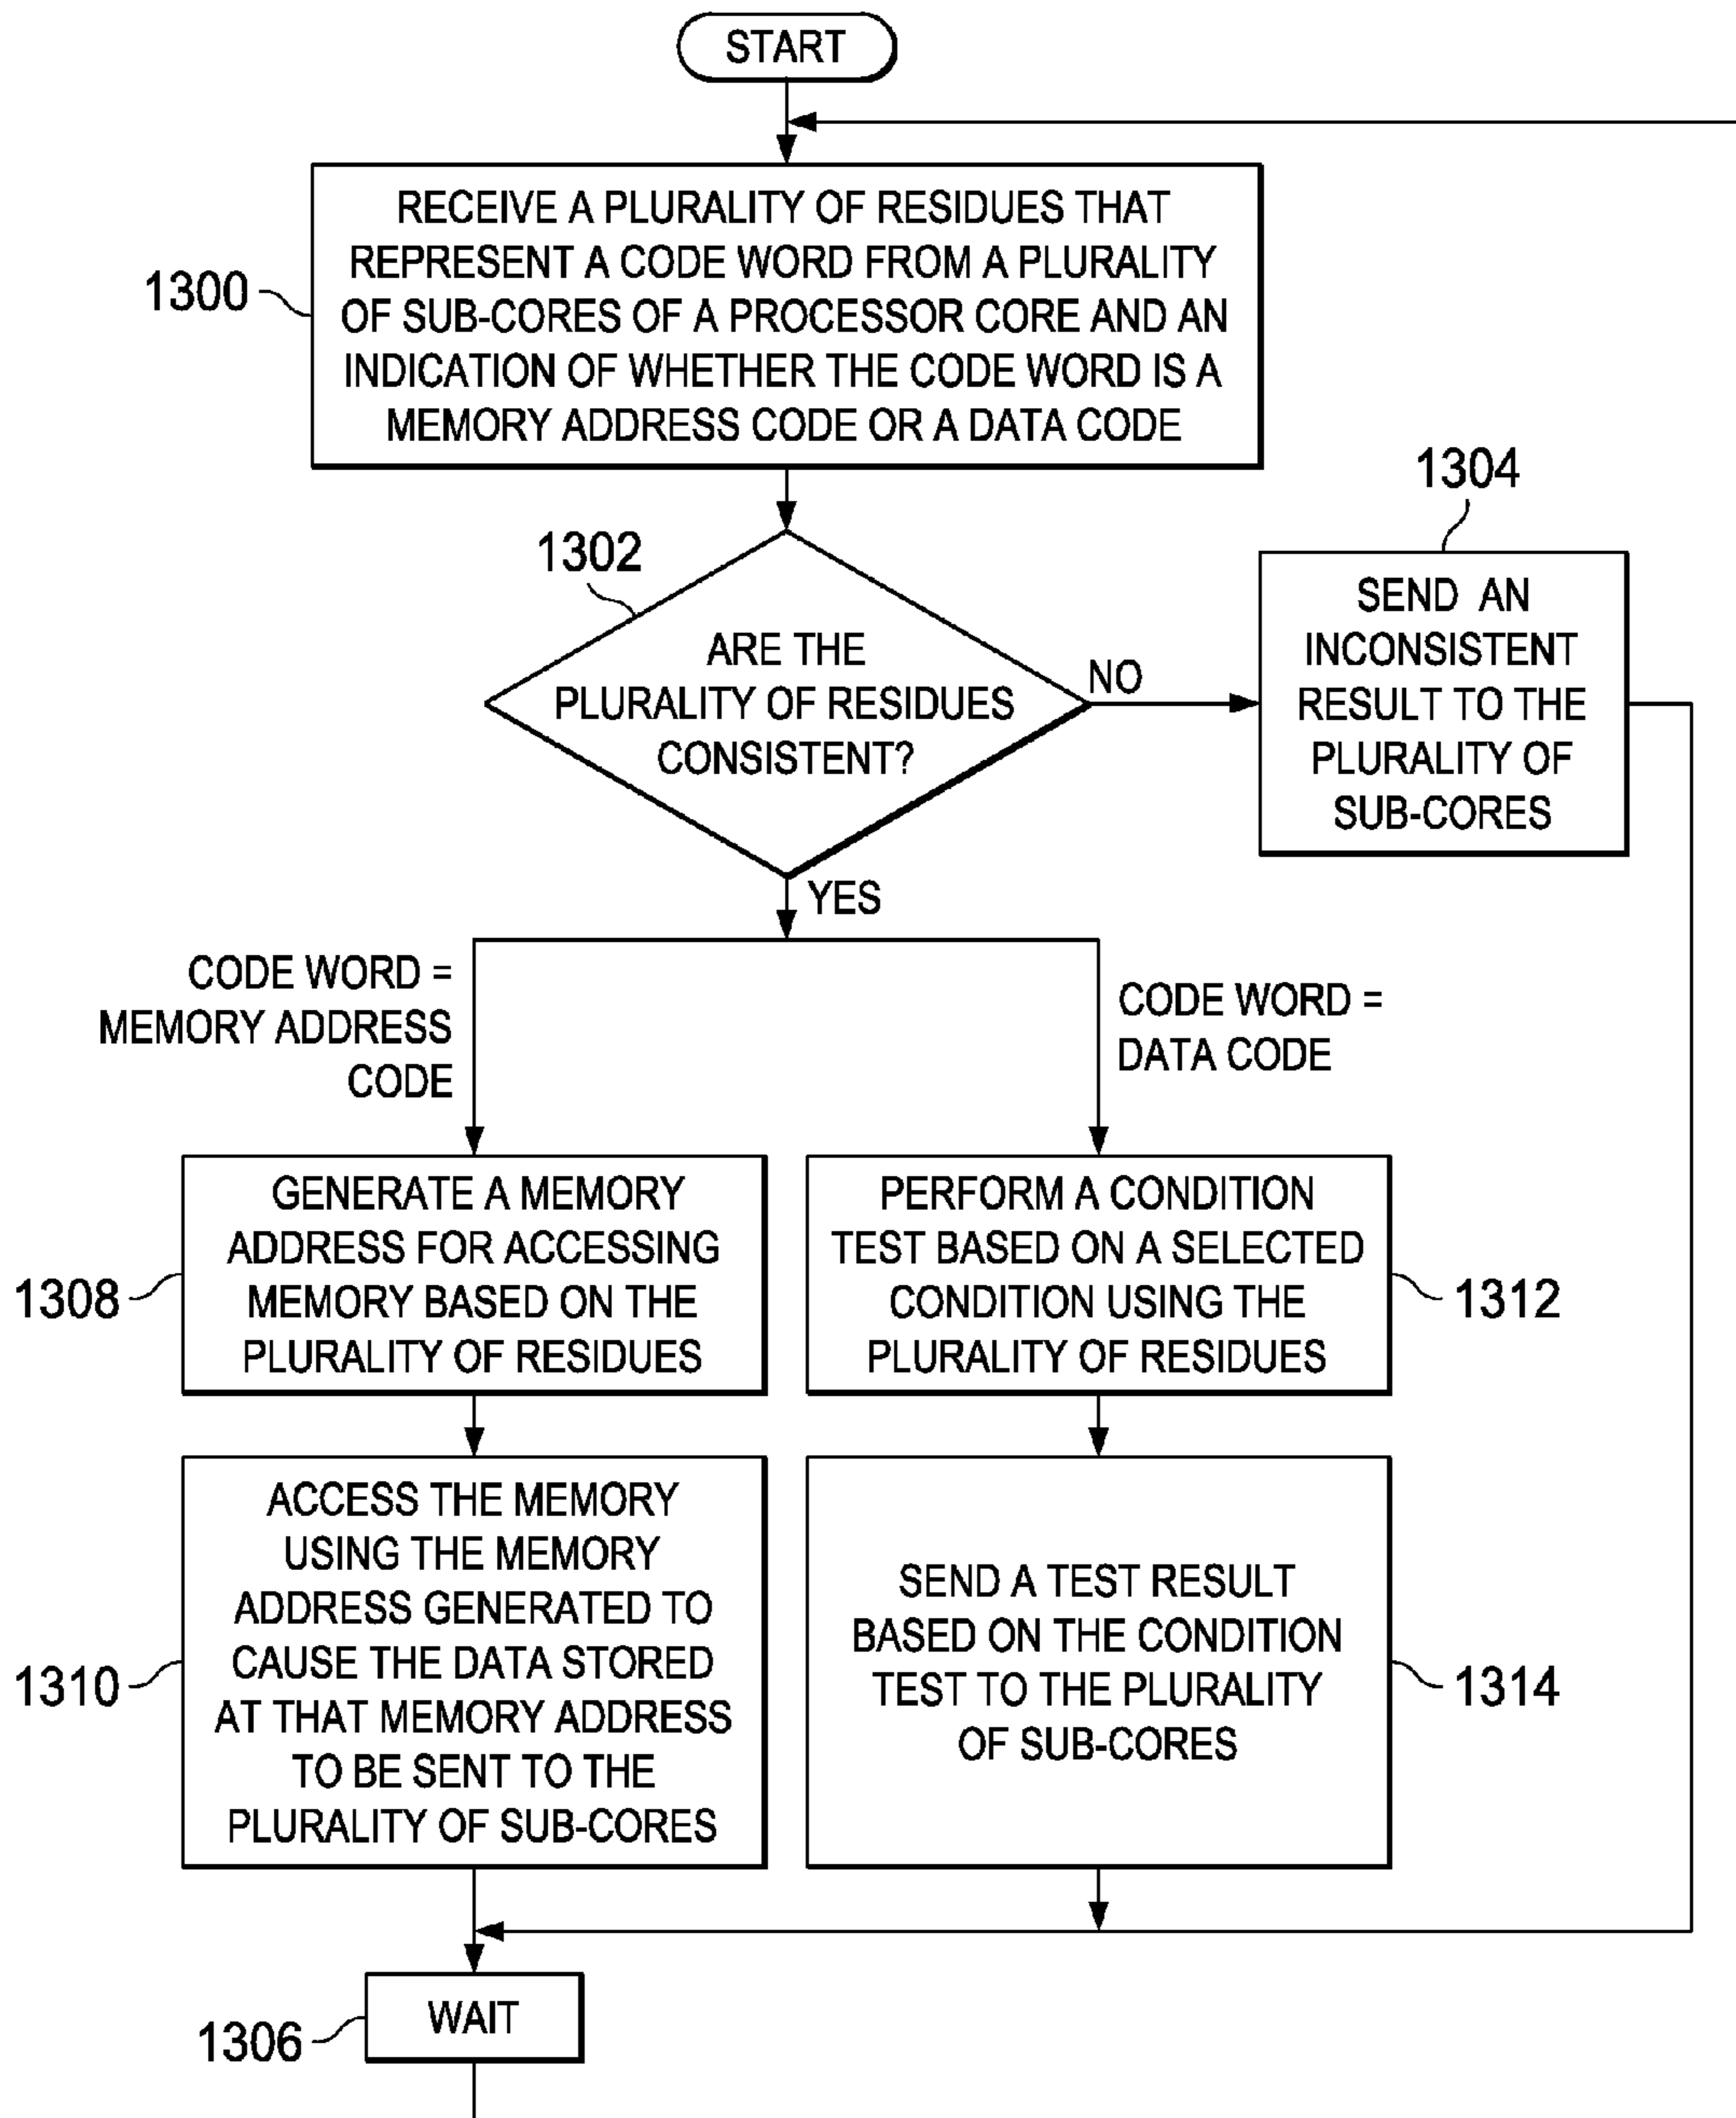 START
RECEIVE A PLURALITY OF RESIDUES THAT
REPRESENT A CODE WORD FROM A PLURALITY
OF SUB-CORES OF A PROCESSOR CORE AND AN
INDICATION OF WHETHER THE CODE WORD IS A
MEMORY ADDRESS CODE OR A DATA CODE
1300
1302
ARE THE
PLURALITY OF RESIDUES
CONSISTENT?
NO
1304
SEND AN
INCONSISTENT
RESULT TO THE
PLURALITY OF
SUB-CORES
YES
CODE WORD =
MEMORY ADDRESS
CODE
CODE WORD =
DATA CODE
GENERATE A MEMORY
ADDRESS FOR ACCESSING
MEMORY BASED ON THE
PLURALITY OF RESIDUES
1308
PERFORM A CONDITION
TEST BASED ON A SELECTED
CONDITION USING THE
PLURALITY OF RESIDUES
1312
ACCESS THE MEMORY
USING THE MEMORY
ADDRESS GENERATED TO
CAUSE THE DATA STORED
AT THAT MEMORY ADDRESS
TO BE SENT TO THE
PLURALITY OF SUB-CORES
1310
SEND A TEST RESULT
BASED ON THE CONDITION
TEST TO THE PLURALITY
OF SUB-CORES
1314
WAIT
1306